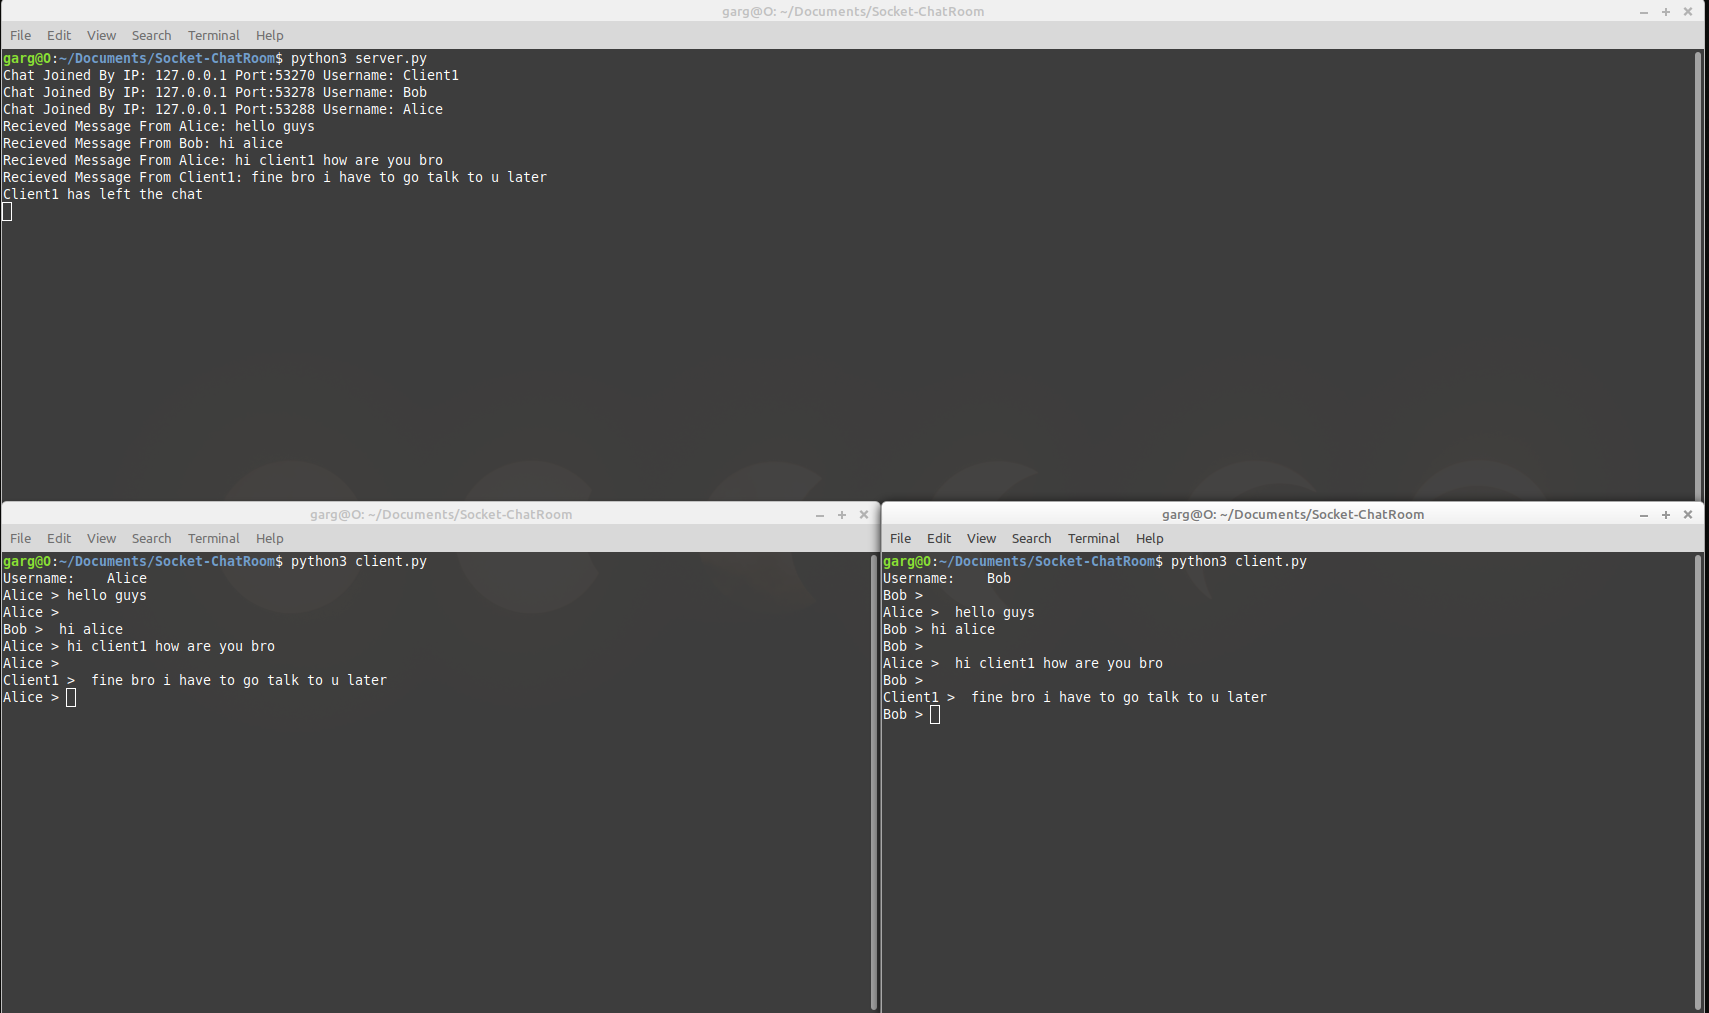 garg@O: ~/Documents/Socket-ChatRoom
File Edit View Search Terminal Help
garg@O:~/Documents/Socket-ChatRoom$ python3 server.py
Chat Joined By IP: 127.0.0.1 Port:53270 Username: Client1
Chat Joined By IP: 127.0.0.1 Port:53278 Username: Bob
Chat Joined By IP: 127.0.0.1 Port:53288 Username: Alice
Recieved Message From Alice: hello guys
Recieved Message From Bob: hi alice
Recieved Message From Alice: hi client1 how are you bro
Recieved Message From Client1: fine bro i have to go talk to u later
Client1 has left the chat
garg@O: ~/Documents/Socket-ChatRoom
File Edit View Search Terminal Help
garg@O:~/Documents/Socket-ChatRoom$ python3 client.py
Username:    Alice
Alice > hello guys
Alice >
Bob >  hi alice
Alice > hi client1 how are you bro
Alice >
Client1 >  fine bro i have to go talk to u later
Alice >
garg@O: ~/Documents/Socket-ChatRoom
File Edit View Search Terminal Help
garg@O:~/Documents/Socket-ChatRoom$ python3 client.py
Username:    Bob
Bob >
Alice >  hello guys
Bob > hi alice
Bob >
Alice >  hi client1 how are you bro
Bob >
Client1 >  fine bro i have to go talk to u later
Bob >